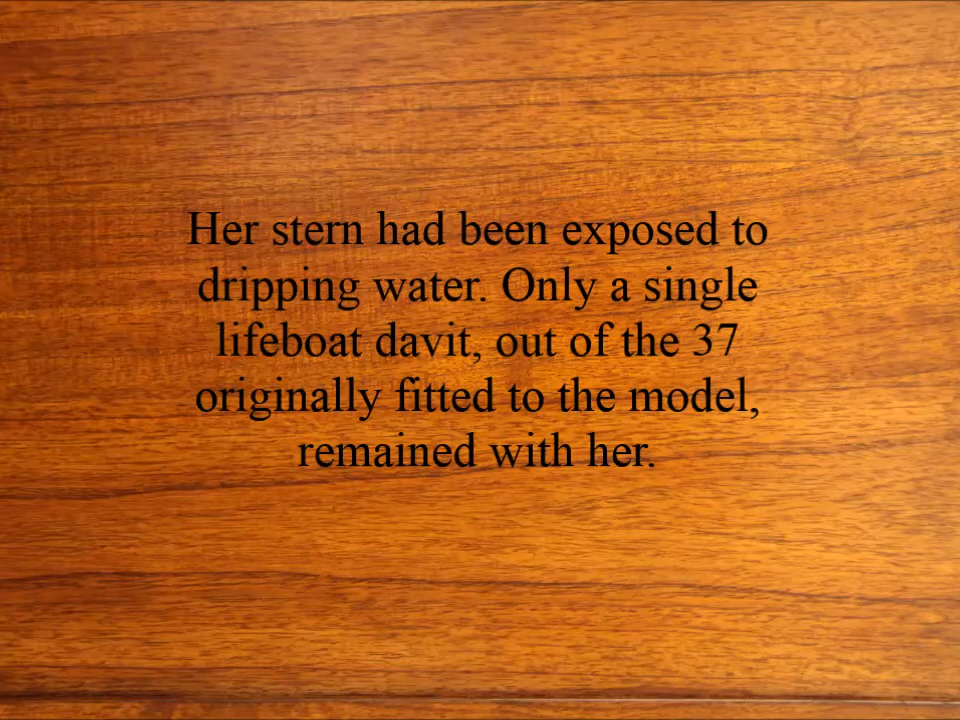 Her stern had been exposed to
dripping water. Only a single
lifeboat davit, out of the 37
originally fitted to the model,
remained with her.